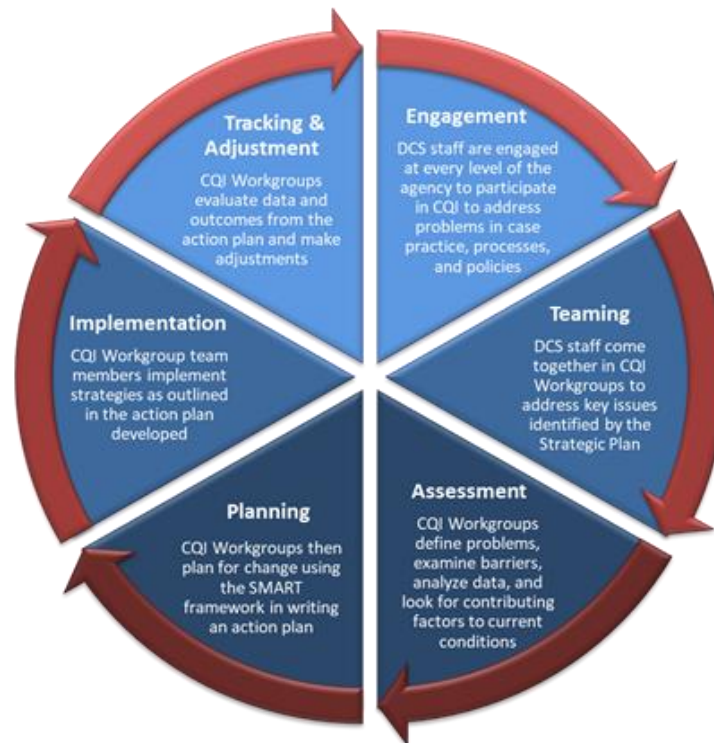 Engagement
DCS staff are engaged
at every level of the
agency to participate
in CQI to address
problems in case
practice, processes,
and policies
Teaming
DCS staff come
together in CQI
Workgroups to
address key issues
identified by the
Strategic Plan
Assessment
CQI Workgroups
define problems,
examine barriers,
analyze data, and
look for contributing
factors to current
conditions
Planning
CQI Workgroups then
plan for change using
the SMART
framework in writing
an action plan
Implementation
CQI Workgroup team
members implement
strategies as outlined
in the action plan
developed
Tracking &
Adjustment
CQI Workgroups
evaluate data and
outcomes from the
action plan and make
adjustments